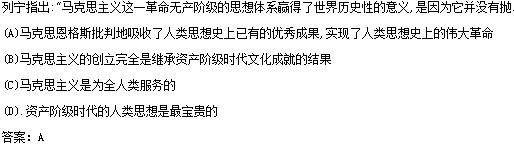 列宁指出:“马克思主义这一革命无产阶级的思想体系赢得了世界历史性的意义,是因为它并没有抛.
(A)马克思恩格斯批判地吸收了人类思想史上已有的优秀成果,实现了人类思想史上的伟大革命
(B)马克思主义的创立完全是继承资产阶级时代文化成就的结果
(C)马克思主义是为全人类服务的
(D).资产阶级时代的人类思想是最宝贵的
答案: A